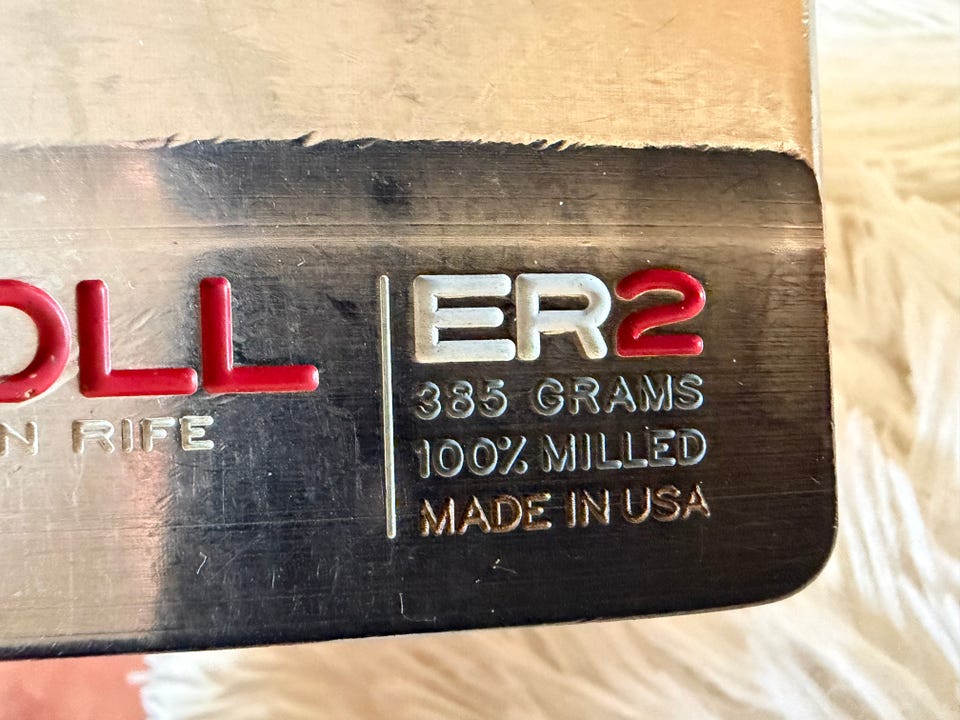 OLL
N RIFE
ER2
385 GRAMS
100% MILLED
MADE IN USA